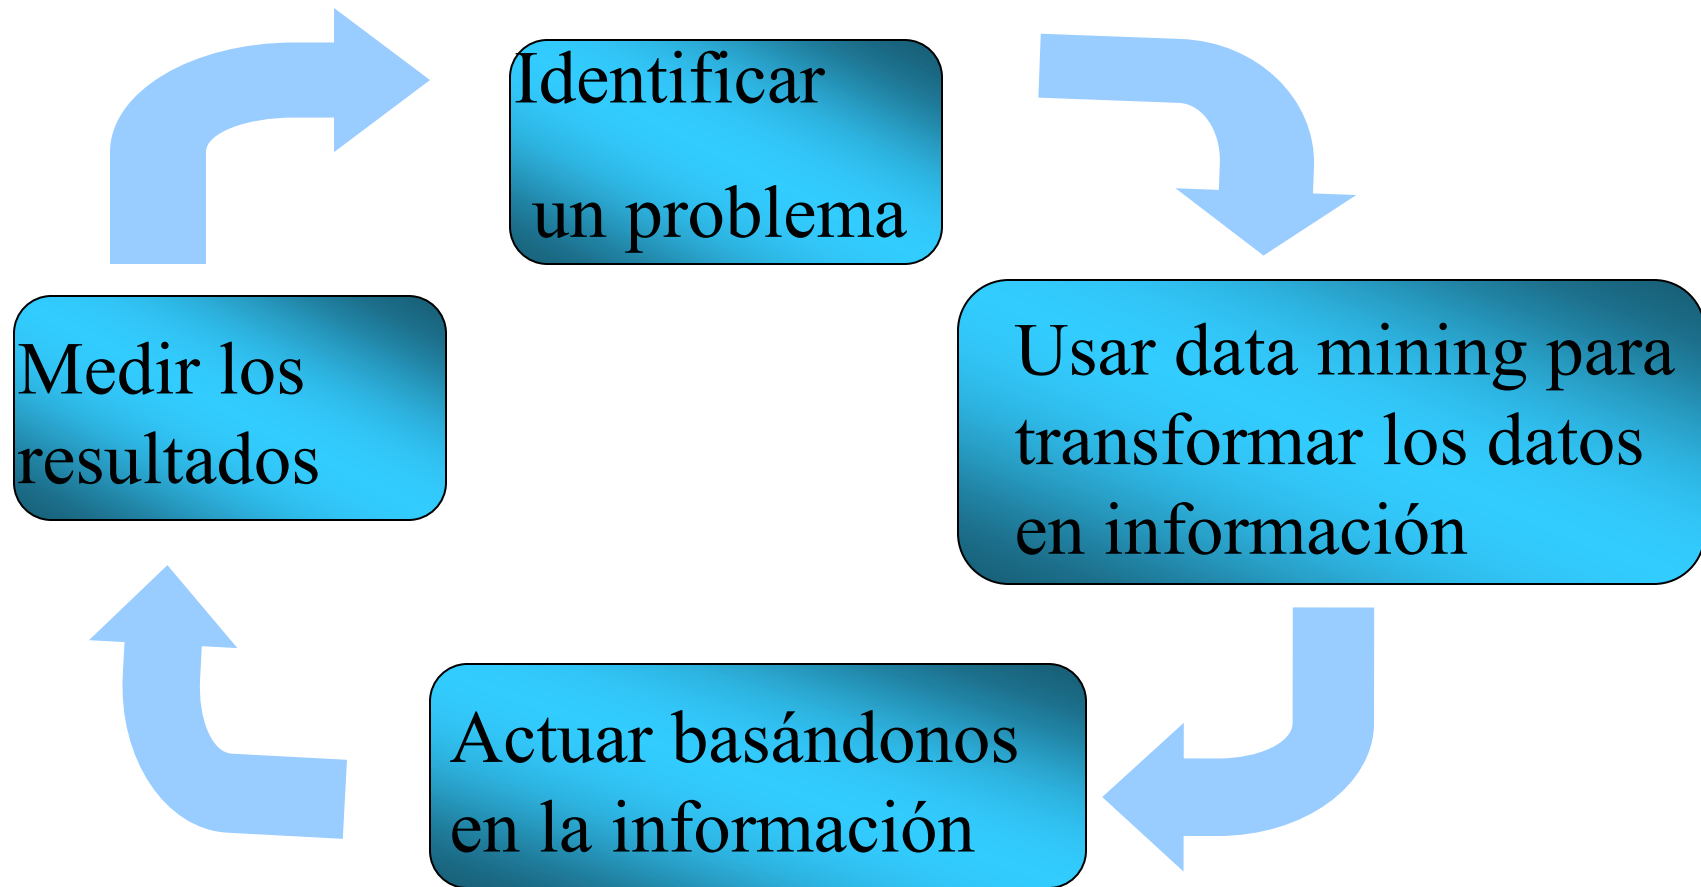 Identificar
un problema
Usar data mining para
transformar los datos
en información
Actuar basándonos
en la información
Medir los
resultados